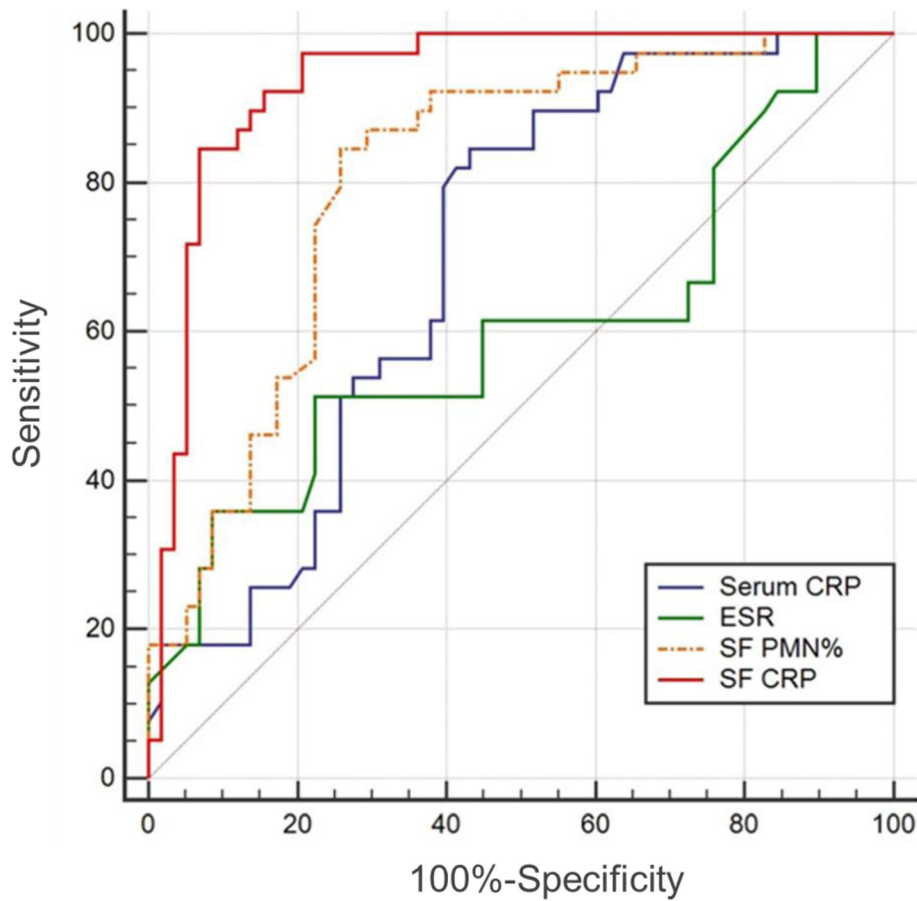 100
80
60
40
20
0
Sensitivity
Serum CRP
ESR
SF PMN%
SF CRP
0 20 40 60 80 100
100%-Specificity